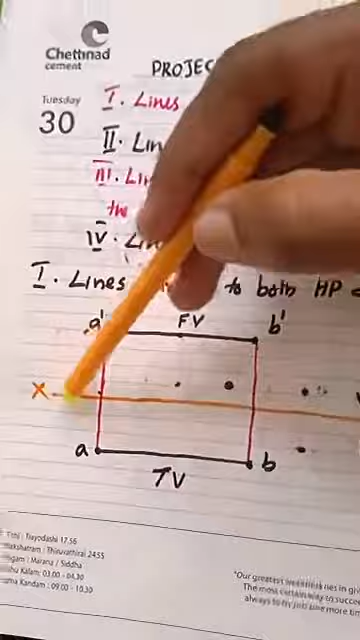 Chettinad
cement
PROJEC
Tuesday
30
I. Lines
II. Lin
III. Lin
the
IV. Lin
I. Lines to both HP
a' FV b'
X
a b
TV
Tithi : Trayodashi 17.56
Nakshatram : Thiruvathirai 24.55
Yogam : Marana / Siddha
Rahu Kalam: 03.00 - 04.30
Yama Kandam : 09.00 - 10.30
"Our greatest weakness lies in giv
The most certain way to succe
always to try just one more tim